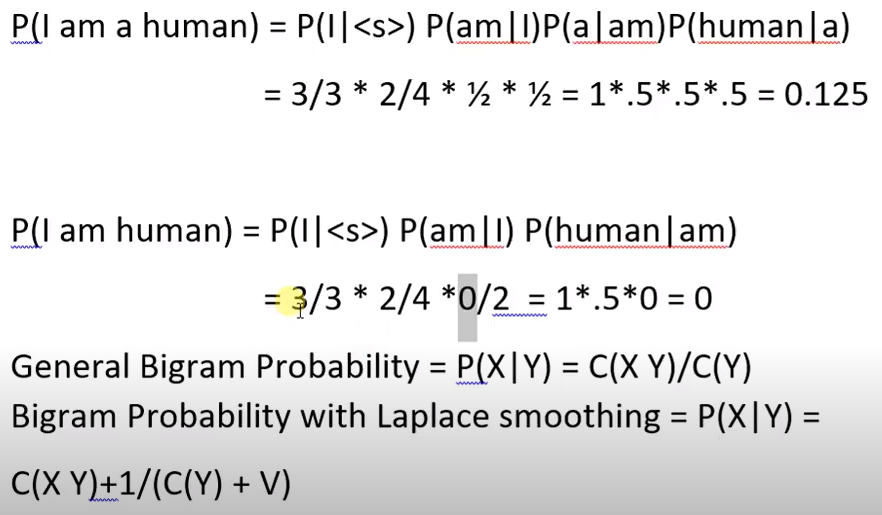 P(I am a human) = P(I|<s>) P(am|I)P(a|am)P(human|a)
= 3/3 * 2/4 * ½ * ½ = 1*.5*.5*.5 = 0.125
P(I am human) = P(I|<s>) P(am|I) P(human|am)
= 3/3 * 2/4 *0/2 = 1*.5*0 = 0
General Bigram Probability = P(X|Y) = C(X Y)/C(Y)
Bigram Probability with Laplace smoothing = P(X|Y) =
C(X Y)+1/(C(Y) + V)